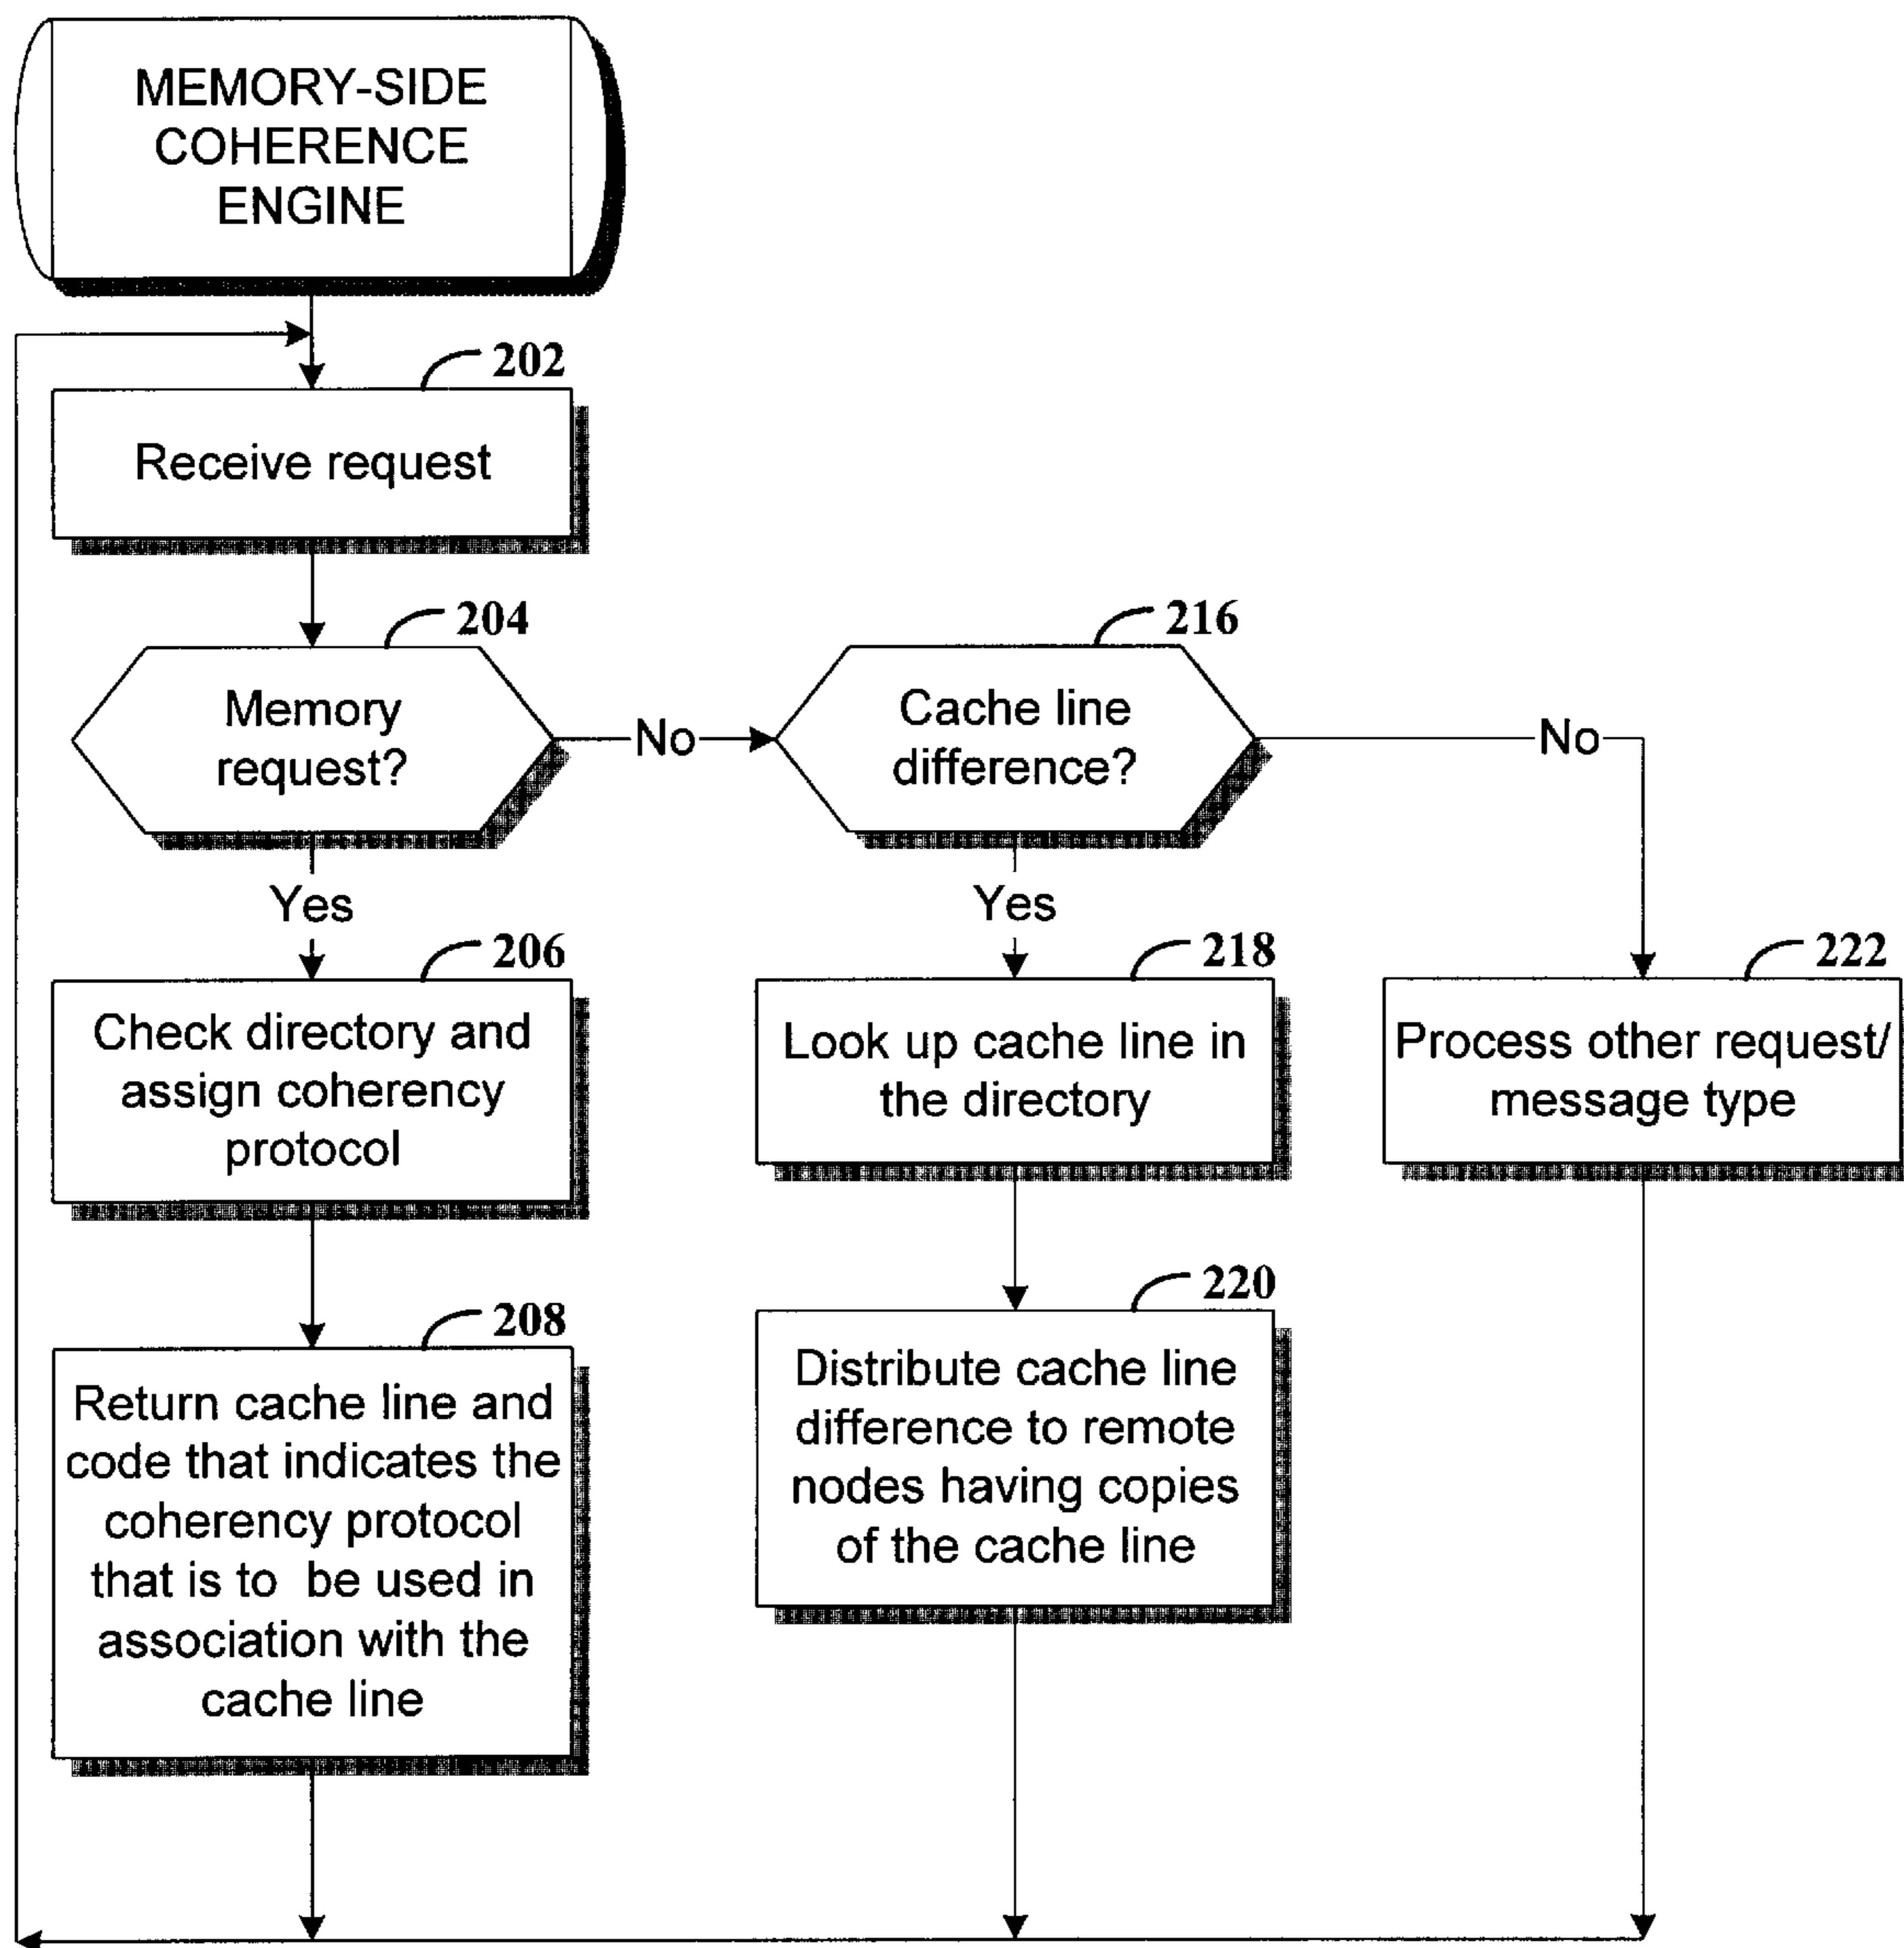 MEMORY-SIDE
COHERENCE
ENGINE
202
Receive request
204
Memory
request?
No
216
Cache line
difference?
No
Yes
Yes
206
Check directory and
assign coherency
protocol
218
Look up cache line in
the directory
222
Process other request/
message type
208
Return cache line and
code that indicates the
coherency protocol
that is to be used in
association with the
cache line
220
Distribute cache line
difference to remote
nodes having copies
of the cache line